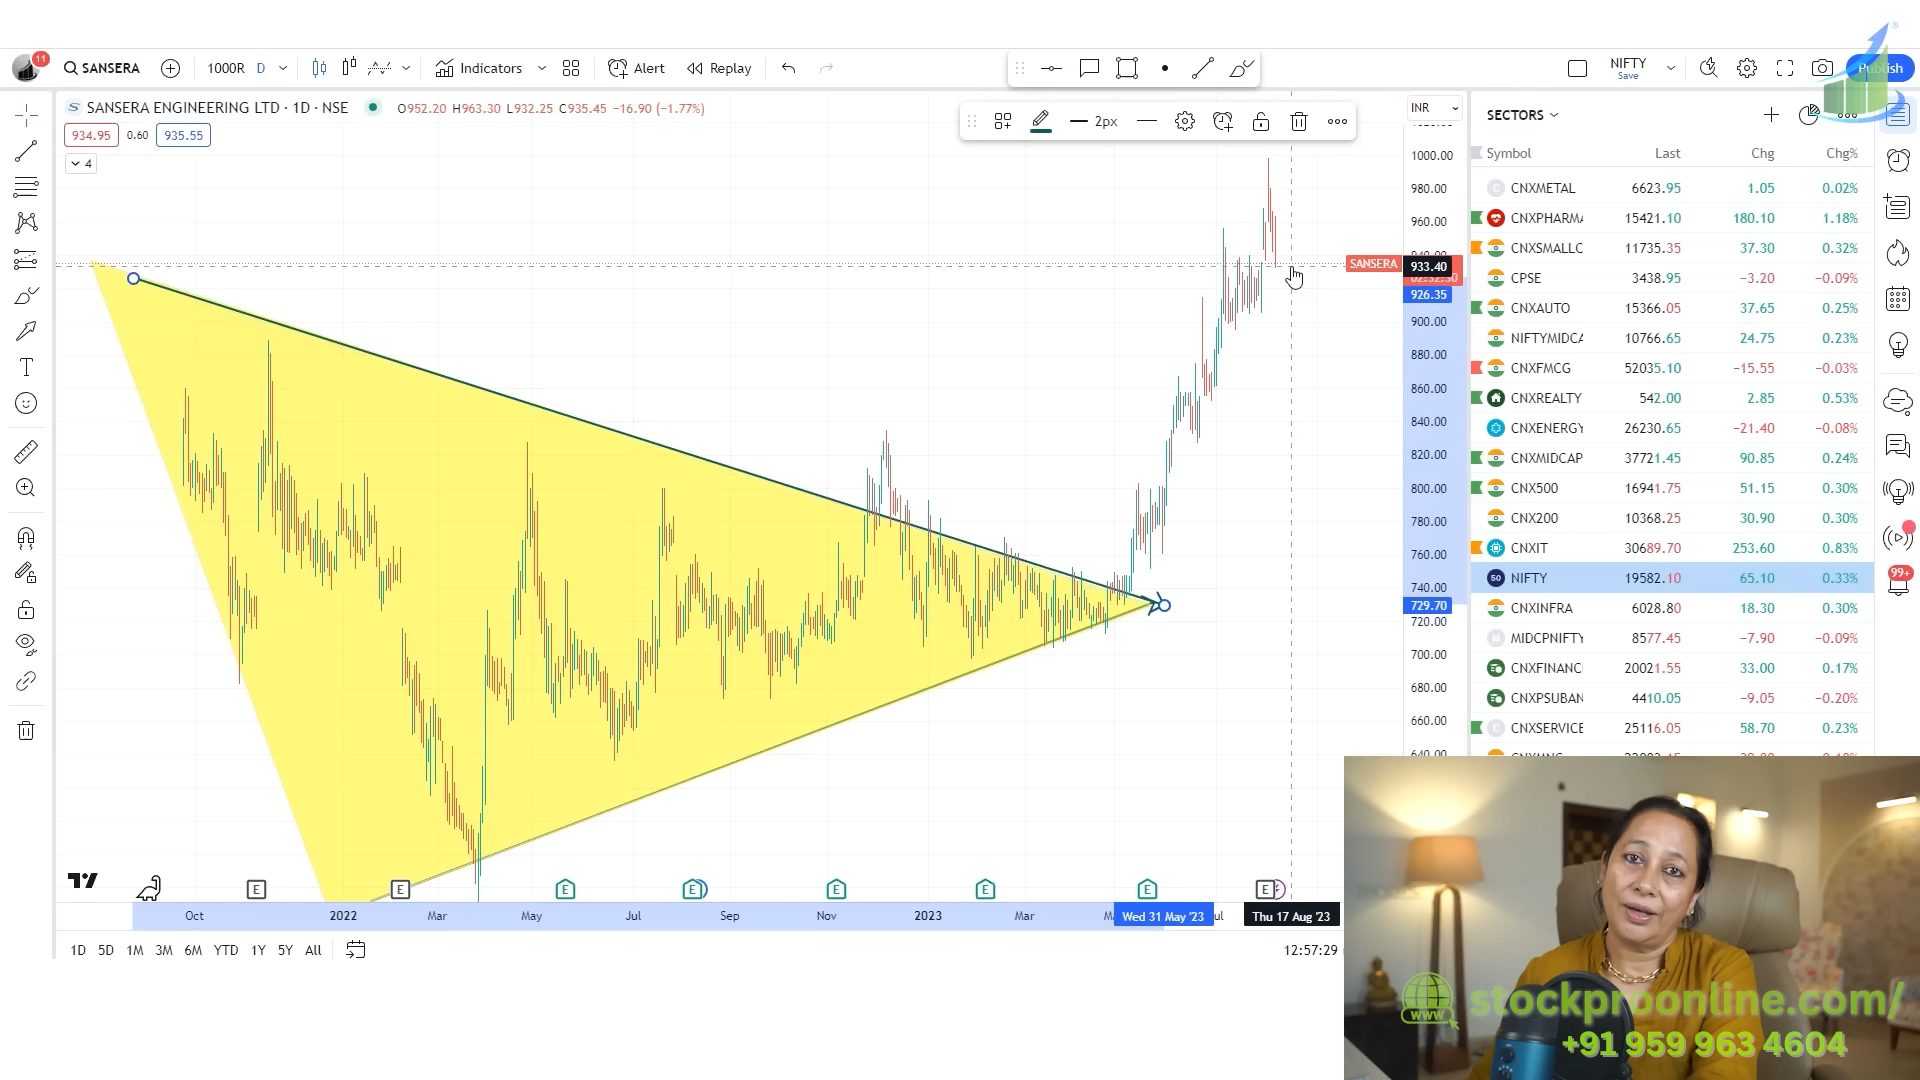 11
SANSERA
1000R
D
Indicators
Alert
Replay
NIFTY
Save
Publish
SANSERA ENGINEERING LTD · 1D · NSE
O952.20 H963.30 L932.25 C935.45 −16.90 (−1.77%)
934.95
0.60
935.55
4
2px
INR
1000.00
980.00
960.00
SANSERA
933.40
926.35
900.00
880.00
860.00
840.00
820.00
800.00
780.00
760.00
740.00
729.70
720.00
700.00
680.00
660.00
640.00
SECTORS
Symbol Last Chg Chg%
CNXMETAL 6623.95 1.05 0.02%
CNXPHARMA 15421.10 180.10 1.18%
CNXSMALLC 11735.35 37.30 0.32%
CPSE 3438.95 −3.20 −0.09%
CNXAUTO 15366.05 37.65 0.25%
NIFTYMIDCA 10766.65 24.75 0.23%
CNXFMCG 52035.10 −15.55 −0.03%
CNXREALTY 542.00 2.85 0.53%
CNXENERGY 26230.65 −21.40 −0.08%
CNXMIDCAP 37721.45 90.85 0.24%
CNX500 16941.75 51.15 0.30%
CNX200 10368.25 30.90 0.30%
CNXIT 30689.70 253.60 0.83%
50 NIFTY 19582.10 65.10 0.33%
CNXINFRA 6028.80 18.30 0.30%
MIDCPNIFTY 8577.45 −7.90 −0.09%
CNXFINANC 20021.55 33.00 0.17%
CNXPSUBAN 4410.05 −9.05 −0.20%
CNXSERVICE 25116.05 58.70 0.23%
99+
E E E E E E E E
Oct 2022 Mar May Jul Sep Nov 2023 Mar Wed 31 May '23 Thu 17 Aug '23
1D 5D 1M 3M 6M YTD 1Y 5Y All
12:57:29
WWW
stockproonline.com/
+91 959 963 4604